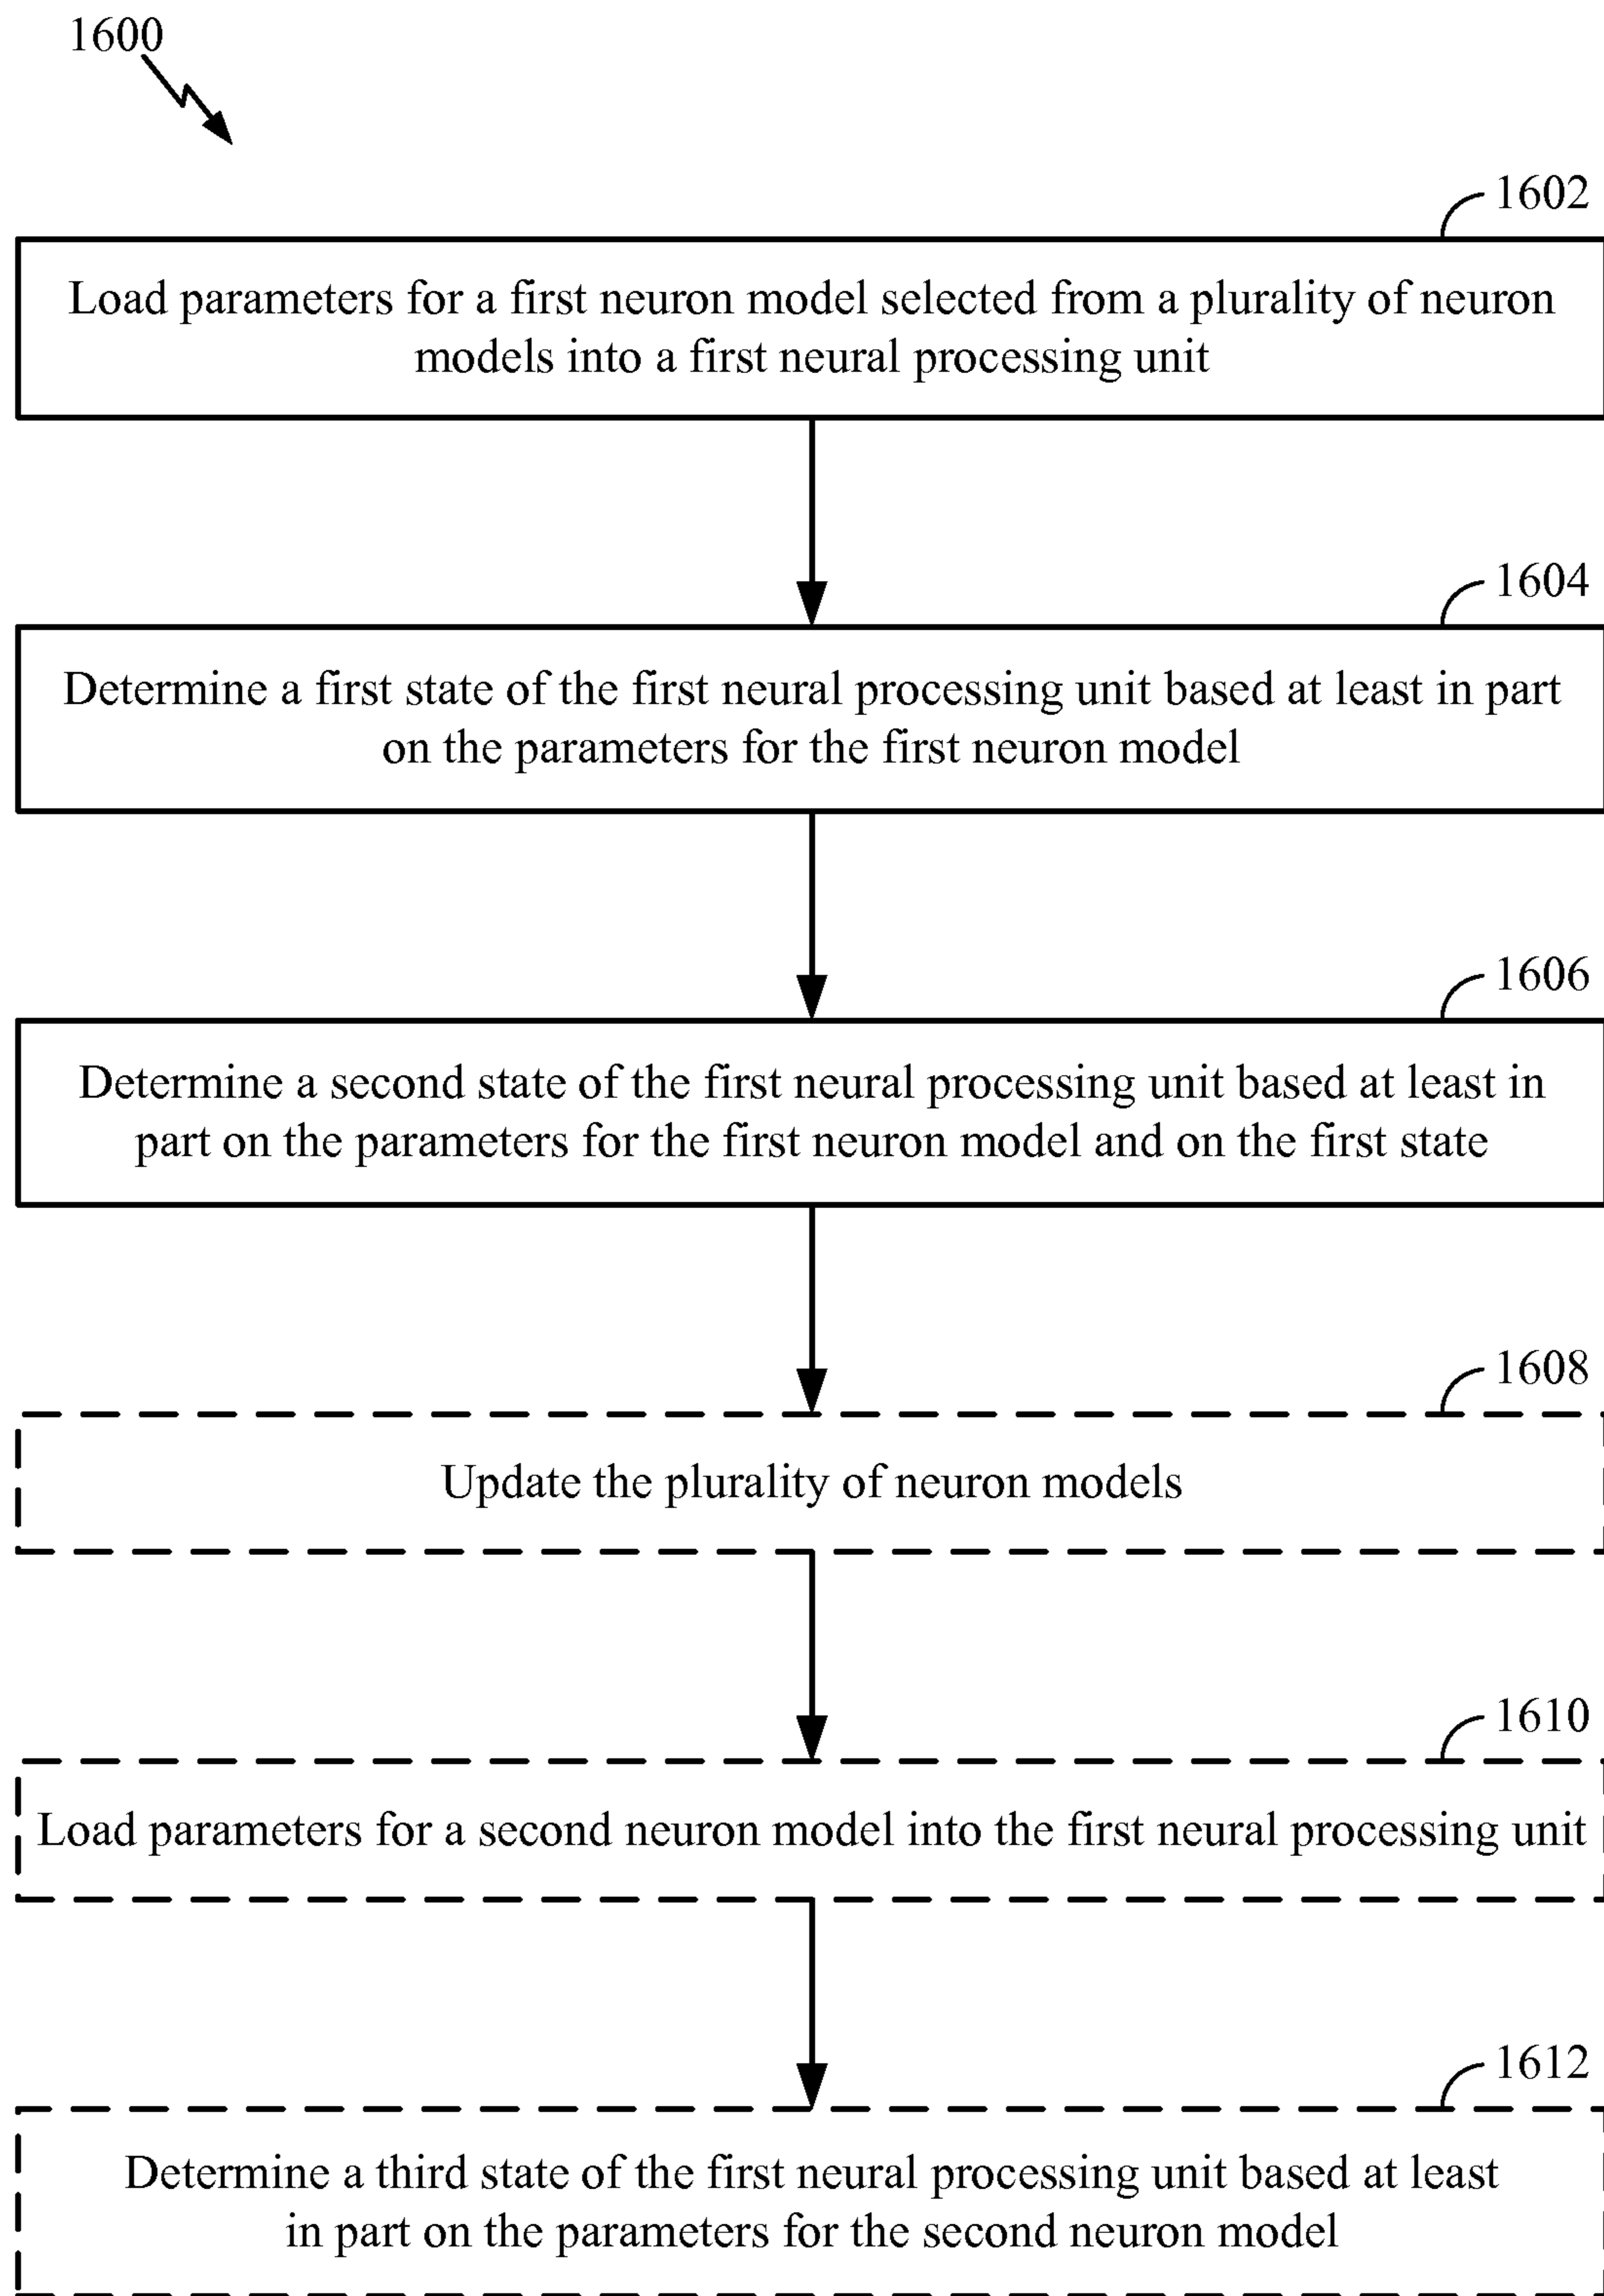 1600
1602
Load parameters for a first neuron model selected from a plurality of neuron
models into a first neural processing unit
1604
Determine a first state of the first neural processing unit based at least in part
on the parameters for the first neuron model
1606
Determine a second state of the first neural processing unit based at least in
part on the parameters for the first neuron model and on the first state
1608
Update the plurality of neuron models
1610
Load parameters for a second neuron model into the first neural processing unit
1612
Determine a third state of the first neural processing unit based at least
in part on the parameters for the second neuron model